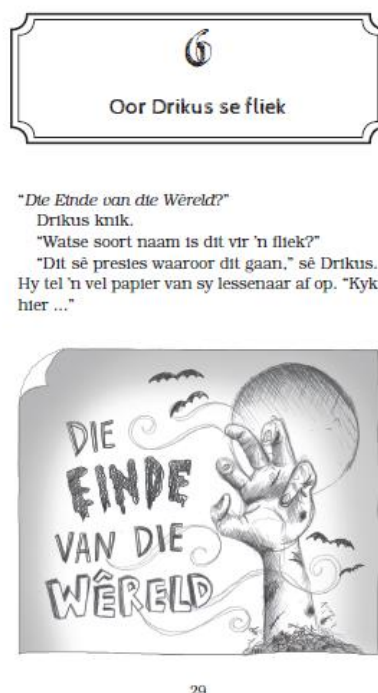 6
Oor Drikus se fliek
“Die Einde van die Wêreld?”
Drikus knik.
“Watse soort naam is dit vir ’n fliek?”
“Dit sê presies waaroor dit gaan,” sê Drikus.
Hy tel ’n vel papier van sy lessenaar af op. “Kyk
hier ...”
DIE
EINDE
VAN DIE
WÊRELD
29